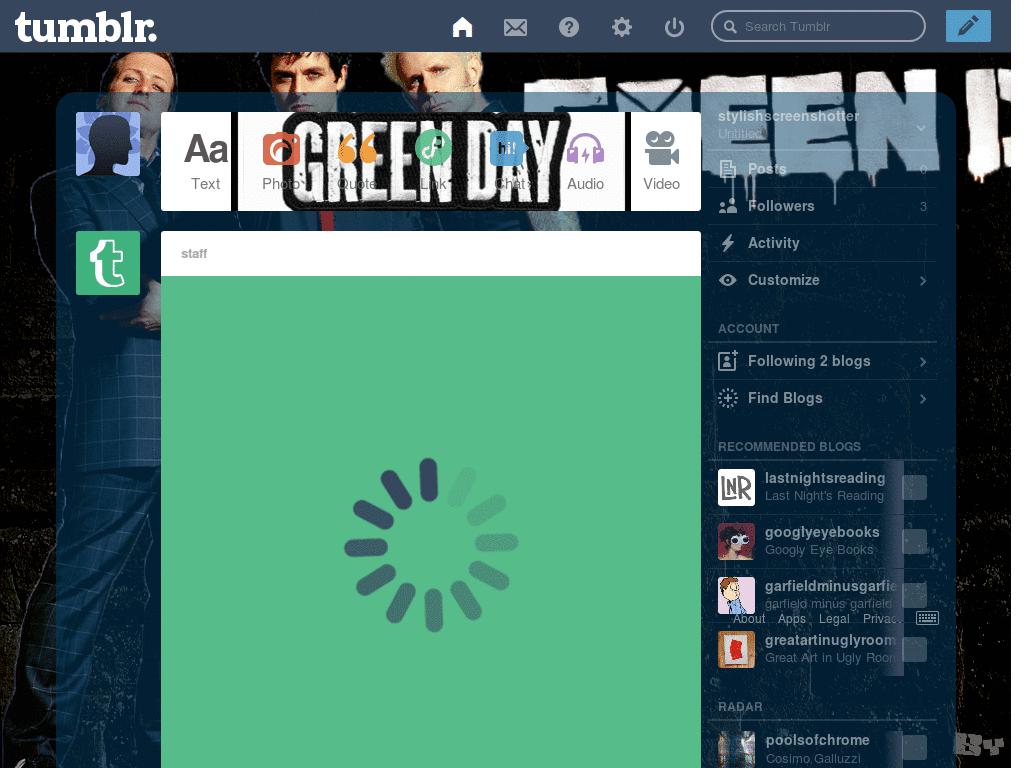 tumblr.
Search Tumblr
GREEN D
stylishscreenshotter
Untitled
Aa
hi!
GREEN DAY
Text
Photo
Quote
Link
Chat
Audio
Video
Posts 0
Followers 3
Activity
Customize
staff
ACCOUNT
Following 2 blogs
Find Blogs
RECOMMENDED BLOGS
LNR
lastnightsreading
Last Night's Reading
googlyeyebooks
Googly Eye Books
garfieldminusgarfie
garfield minus garfield
About Apps Legal Privac.
greatartinuglyroom
Great Art in Ugly Room
RADAR
poolsofchrome
Cosimo Galluzzi
By